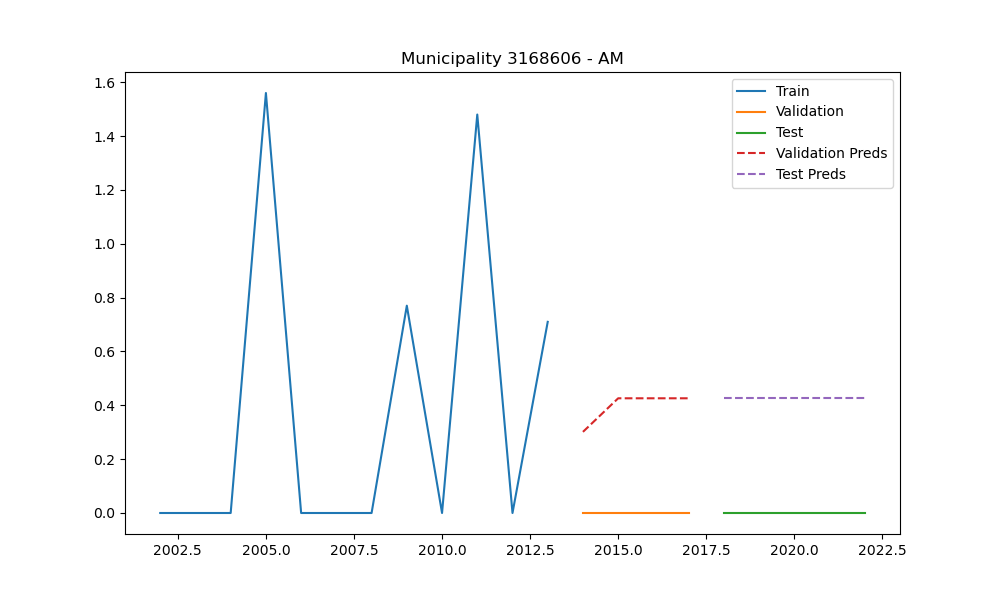 Municipality 3168606 - AM
1.6
1.4
1.2
1.0
0.8
0.6
0.4
0.2
0.0
Train
Validation
Test
Validation Preds
Test Preds
2002.5 2005.0 2007.5 2010.0 2012.5 2015.0 2017.5 2020.0 2022.5